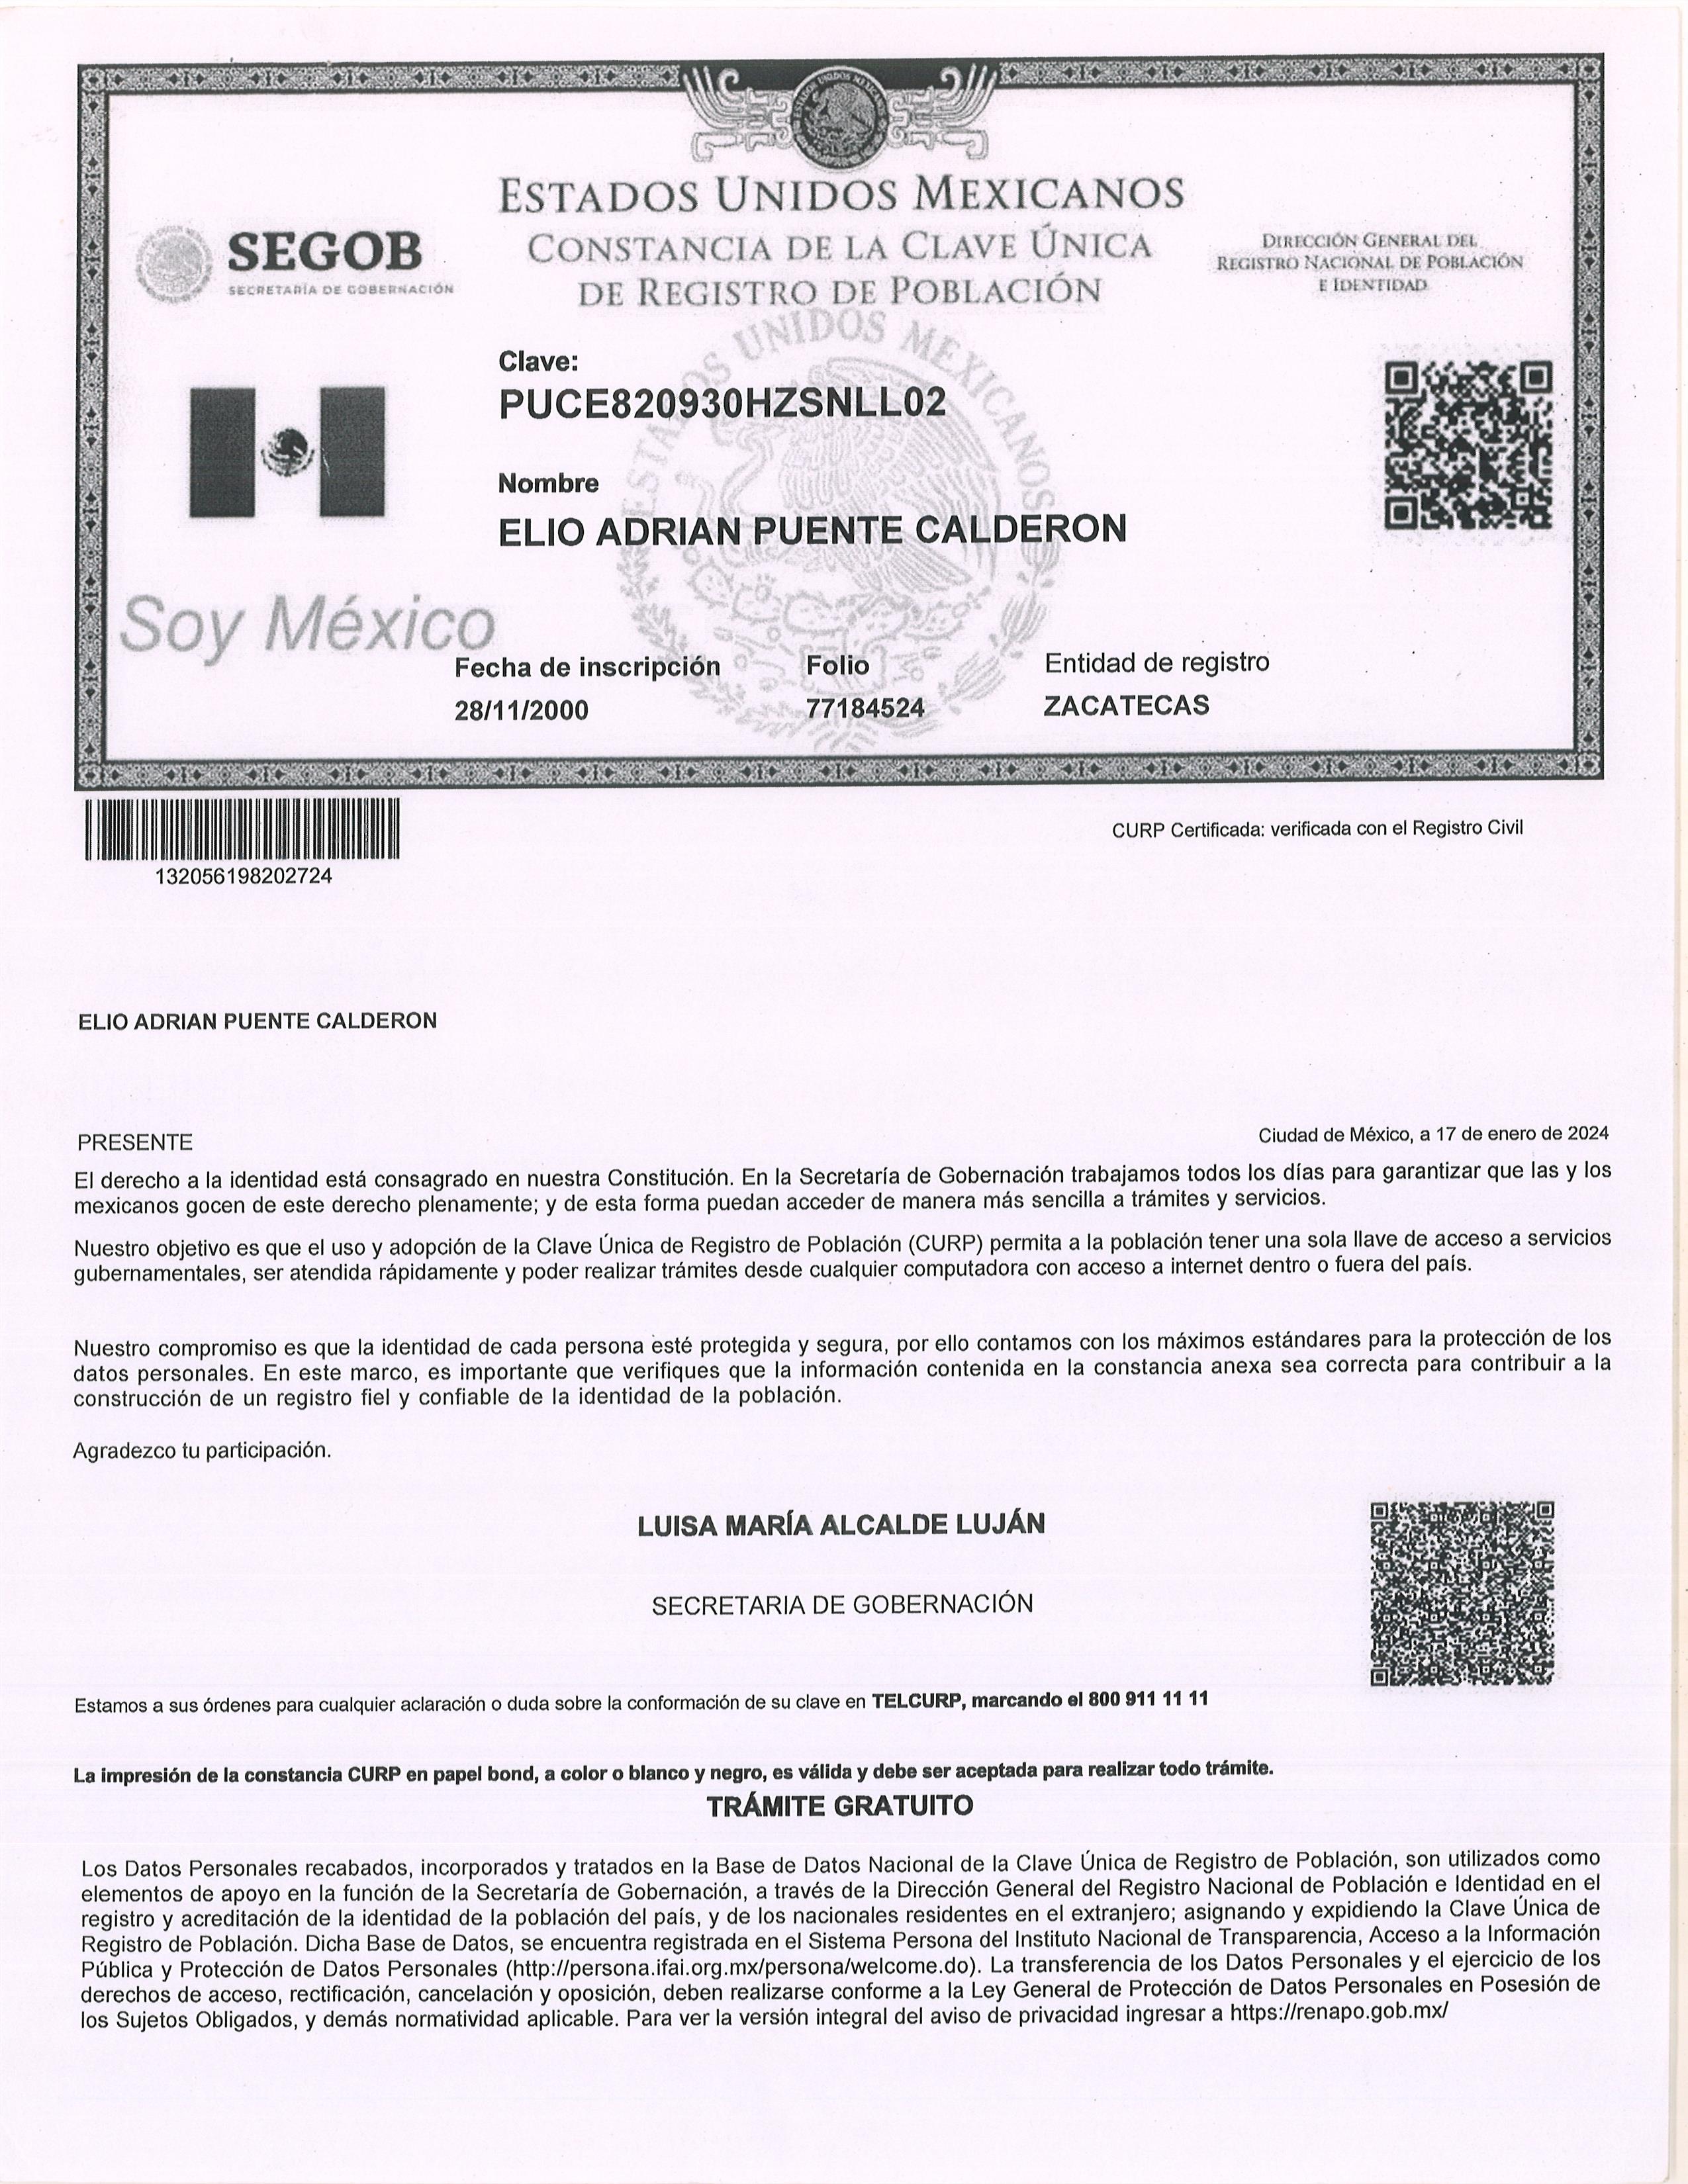 ESTADOS UNIDOS MEXICANOS
CONSTANCIA DE LA CLAVE ÚNICA
DE REGISTRO DE POBLACIÓN
SEGOB
SECRETARÍA DE GOBERNACIÓN
DIRECCIÓN GENERAL DEL
REGISTRO NACIONAL DE POBLACIÓN
E IDENTIDAD
ESTADOS UNIDOS MEXICANOS
Clave:
PUCE820930HZSNLL02
Nombre
ELIO ADRIAN PUENTE CALDERON
Soy México
Fecha de inscripción Folio Entidad de registro
28/11/2000 77184524 ZACATECAS
132056198202724
CURP Certificada: verificada con el Registro Civil
ELIO ADRIAN PUENTE CALDERON
PRESENTE
Ciudad de México, a 17 de enero de 2024
El derecho a la identidad está consagrado en nuestra Constitución. En la Secretaría de Gobernación trabajamos todos los días para garantizar que las y los
mexicanos gocen de este derecho plenamente; y de esta forma puedan acceder de manera más sencilla a trámites y servicios.
Nuestro objetivo es que el uso y adopción de la Clave Única de Registro de Población (CURP) permita a la población tener una sola llave de acceso a servicios
gubernamentales, ser atendida rápidamente y poder realizar trámites desde cualquier computadora con acceso a internet dentro o fuera del país.
Nuestro compromiso es que la identidad de cada persona esté protegida y segura, por ello contamos con los máximos estándares para la protección de los
datos personales. En este marco, es importante que verifiques que la información contenida en la constancia anexa sea correcta para contribuir a la
construcción de un registro fiel y confiable de la identidad de la población.
Agradezco tu participación.
LUISA MARÍA ALCALDE LUJÁN
SECRETARIA DE GOBERNACIÓN
Estamos a sus órdenes para cualquier aclaración o duda sobre la conformación de su clave en TELCURP, marcando el 800 911 11 11
La impresión de la constancia CURP en papel bond, a color o blanco y negro, es válida y debe ser aceptada para realizar todo trámite.
TRÁMITE GRATUITO
Los Datos Personales recabados, incorporados y tratados en la Base de Datos Nacional de la Clave Única de Registro de Población, son utilizados como
elementos de apoyo en la función de la Secretaría de Gobernación, a través de la Dirección General del Registro Nacional de Población e Identidad en el
registro y acreditación de la identidad de la población del país, y de los nacionales residentes en el extranjero; asignando y expidiendo la Clave Única de
Registro de Población. Dicha Base de Datos, se encuentra registrada en el Sistema Persona del Instituto Nacional de Transparencia, Acceso a la Información
Pública y Protección de Datos Personales (http://persona.ifai.org.mx/persona/welcome.do). La transferencia de los Datos Personales y el ejercicio de los
derechos de acceso, rectificación, cancelación y oposición, deben realizarse conforme a la Ley General de Protección de Datos Personales en Posesión de
los Sujetos Obligados, y demás normatividad aplicable. Para ver la versión integral del aviso de privacidad ingresar a https://renapo.gob.mx/